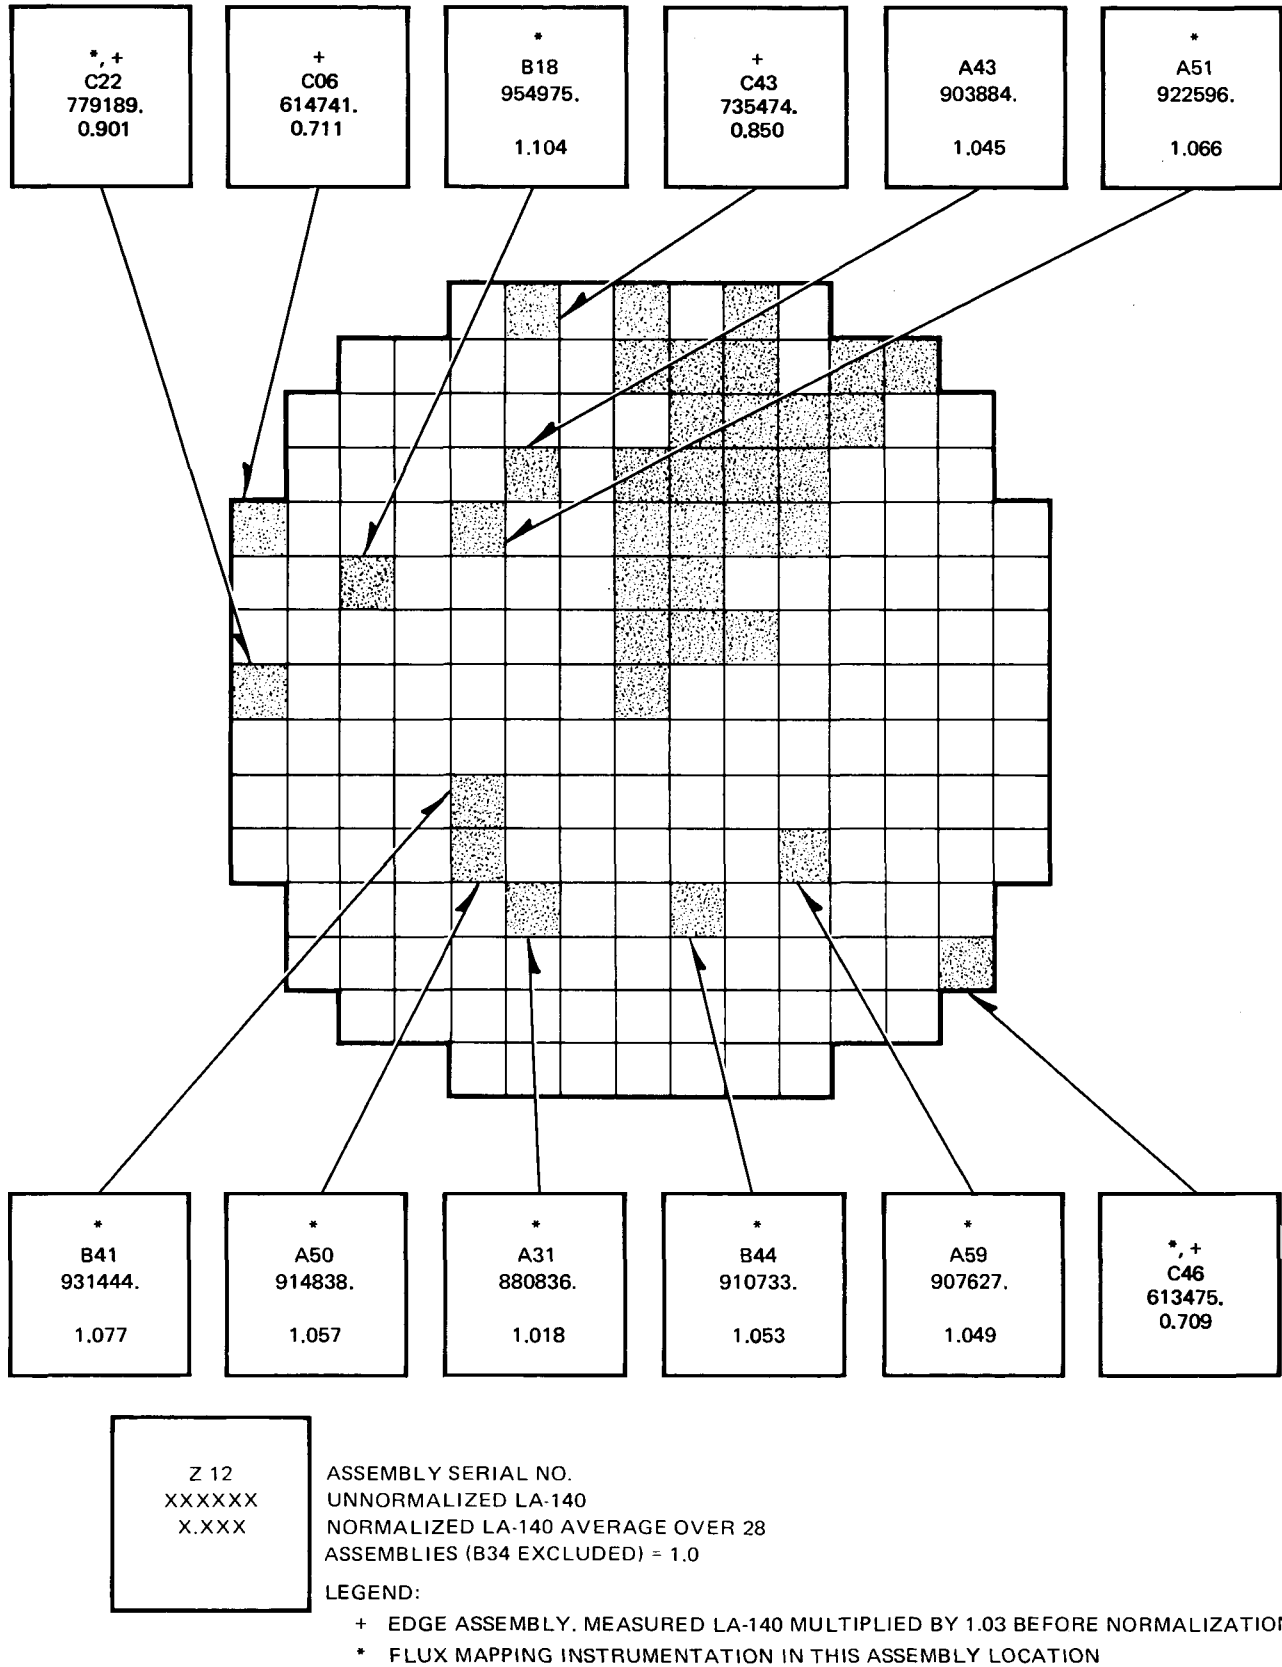 *, +
C22
779189.
0.901
+
C06
614741.
0.711
*
B18
954975.
1.104
+
C43
735474.
0.850
A43
903884.
1.045
*
A51
922596.
1.066
*
B41
931444.
1.077
*
A50
914838.
1.057
*
A31
880836.
1.018
*
B44
910733.
1.053
*
A59
907627.
1.049
*, +
C46
613475.
0.709
Z 12
XXXXXX
X.XXX
ASSEMBLY SERIAL NO.
UNNORMALIZED LA-140
NORMALIZED LA-140 AVERAGE OVER 28
ASSEMBLIES (B34 EXCLUDED) = 1.0
LEGEND:
+ EDGE ASSEMBLY. MEASURED LA-140 MULTIPLIED BY 1.03 BEFORE NORMALIZATION
* FLUX MAPPING INSTRUMENTATION IN THIS ASSEMBLY LOCATION